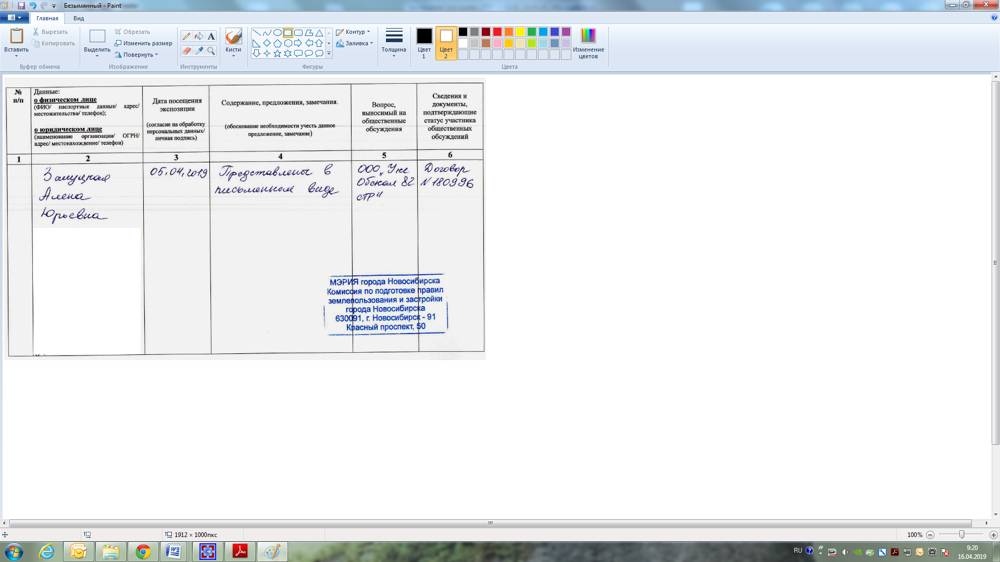 Безымянный - Paint
Главная
Вид
Вставить
Вырезать
Копировать
Буфер обмена
Выделить
Обрезать
Изменить размер
Повернуть
Изображение
Инструменты
Кисти
Фигуры
Контур
Заливка
Толщина
Цвет 1
Цвет 2
Цвета
Изменение цветов
№ п/п
Данные:
о физическом лице
(ФИО/ паспортные данные/ адрес/
местожительства/ телефон);
о юридическом лице
(наименование организации/ ОГРН/
адрес/ местонахождение/ телефон)
Дата посещения
экспозиции
(согласие на обработку
персональных данных/
личная подпись)
Содержание, предложения, замечания.
(обоснование необходимости учесть данное
предложение, замечание)
Вопрос,
выносимый на
общественные
обсуждения
Сведения и
документы,
подтверждающие
статус участника
общественных
обсуждений
1 2 3 4 5 6
Алена
Юрьевна
05.04.2019
Представлены в
письменном виде
ООО
82
стр"
Договор
N 180996
МЭРИЯ города Новосибирска
Комиссия по подготовке правил
землепользования и застройки
города Новосибирска
630091, г. Новосибирск - 91
Красный проспект, 50
1912 × 1000пкс
100%
RU
9:20
16.04.2019